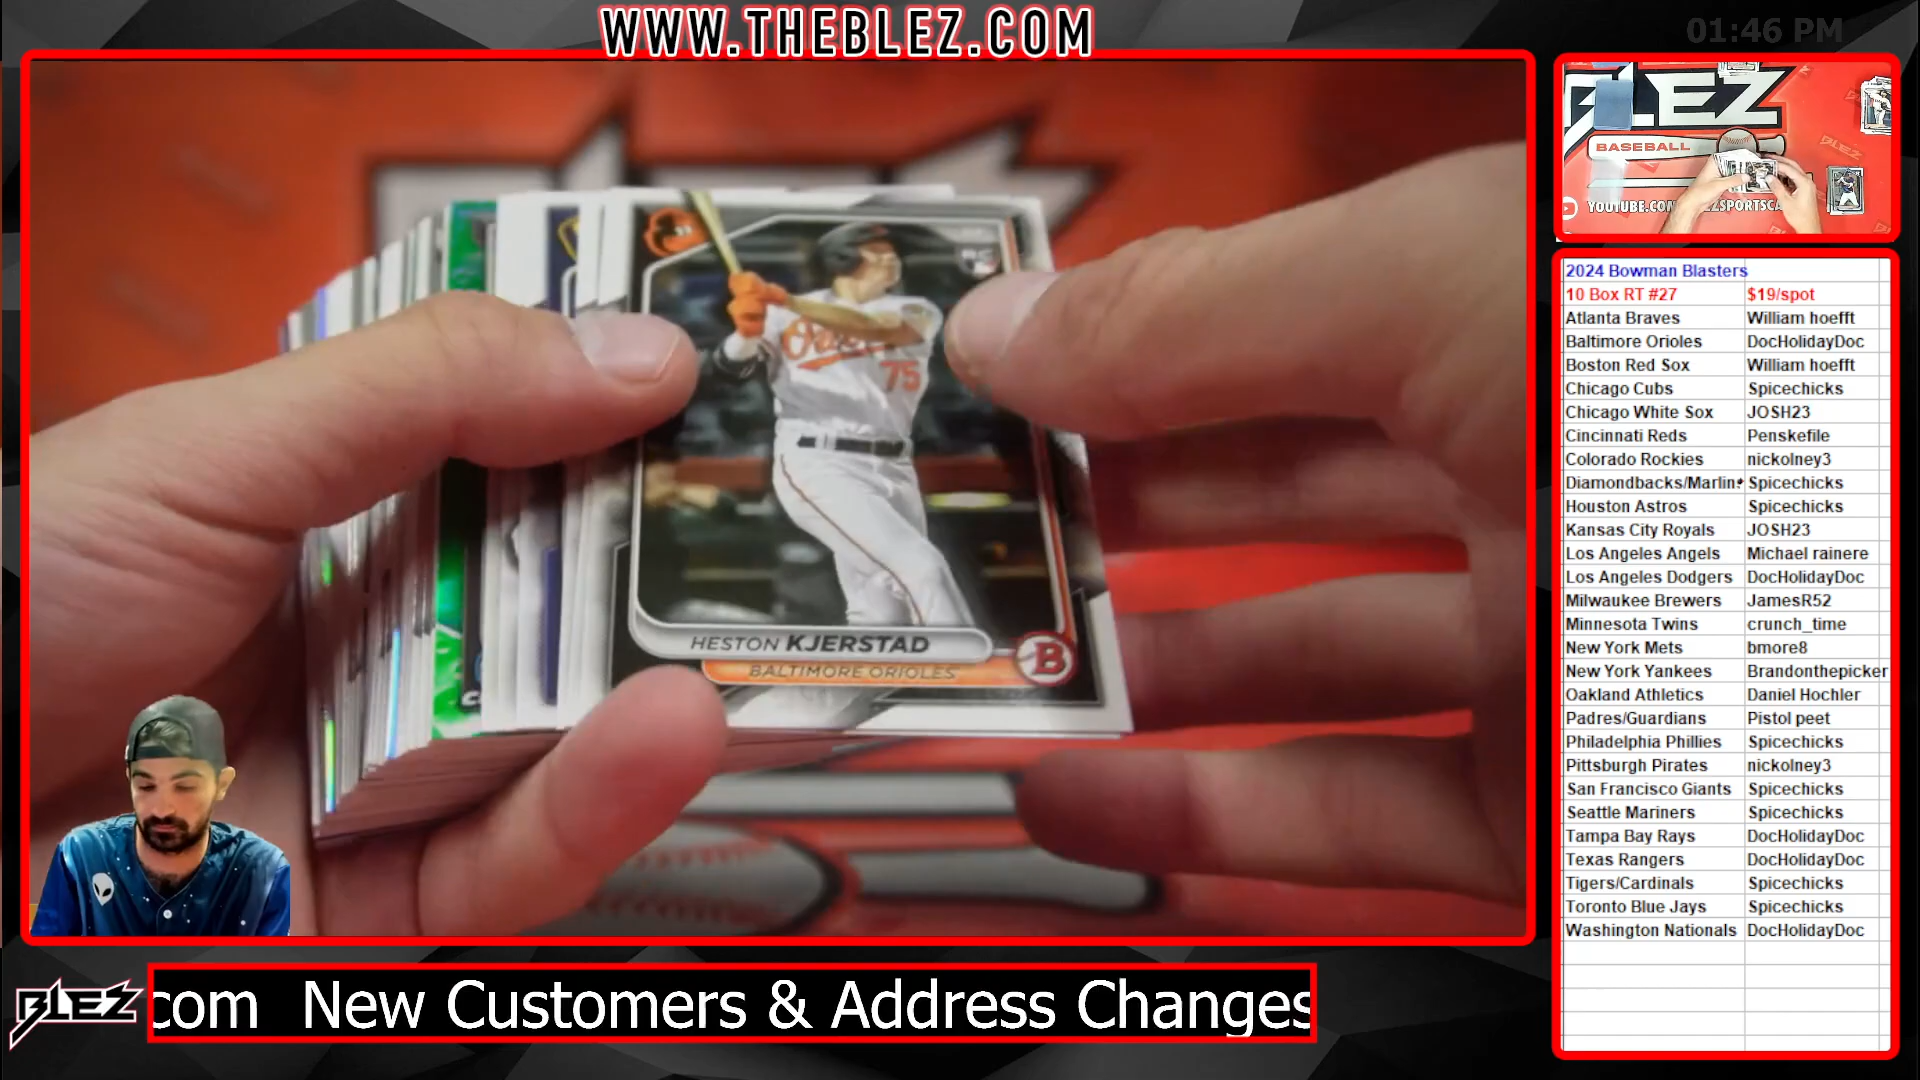 WWW.THEBLEZ.COM
01:46 PM
BLEZ
BASEBALL
75
RC
HESTON KJERSTAD
BALTIMORE ORIOLES
B
2024 Bowman Blasters
10 Box RT #27 $19/spot
Atlanta Braves William hoefft
Baltimore Orioles DocHolidayDoc
Boston Red Sox William hoefft
Chicago Cubs Spicechicks
Chicago White Sox JOSH23
Cincinnati Reds Penskefile
Colorado Rockies nickolney3
Diamondbacks/Marlin Spicechicks
Houston Astros Spicechicks
Kansas City Royals JOSH23
Los Angeles Angels Michael rainere
Los Angeles Dodgers DocHolidayDoc
Milwaukee Brewers JamesR52
Minnesota Twins crunch_time
New York Mets bmore8
New York Yankees Brandonthepicker
Oakland Athletics Daniel Hochler
Padres/Guardians Pistol peet
Philadelphia Phillies Spicechicks
Pittsburgh Pirates nickolney3
San Francisco Giants Spicechicks
Seattle Mariners Spicechicks
Tampa Bay Rays DocHolidayDoc
Texas Rangers DocHolidayDoc
Tigers/Cardinals Spicechicks
Toronto Blue Jays Spicechicks
Washington Nationals DocHolidayDoc
BLEZ
com New Customers & Address Changes